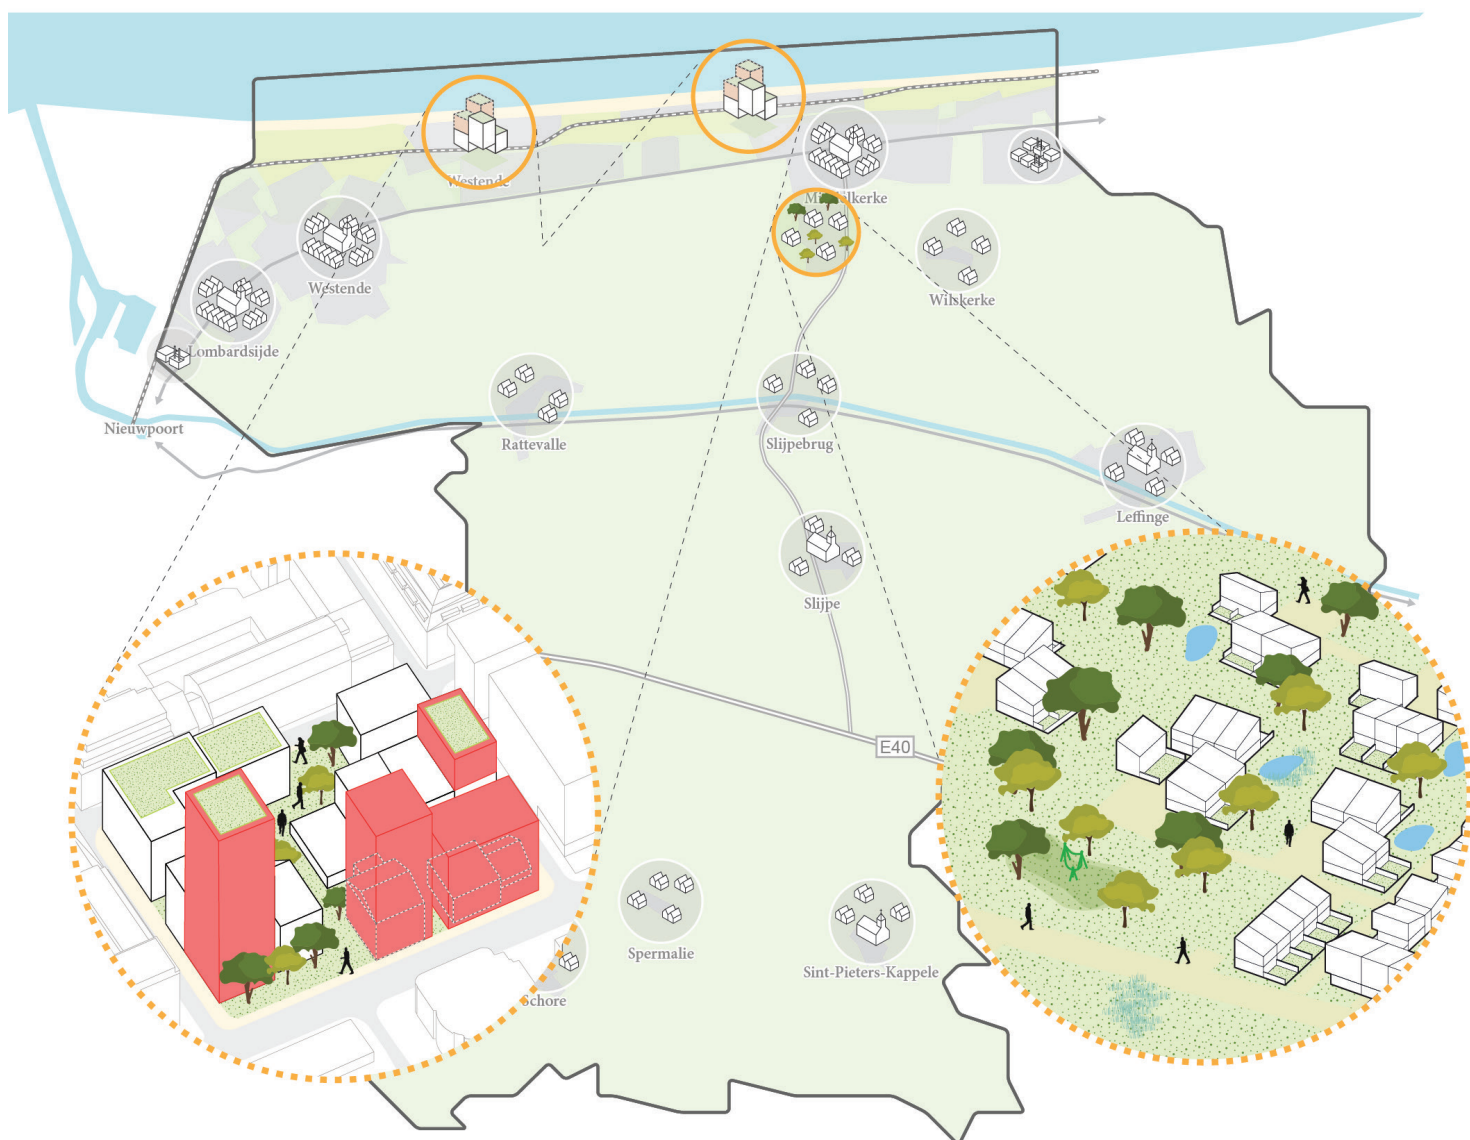 Westende
Middelkerke
Westende
Wilskerke
Lombardsijde
Nieuwpoort
Rattevalle
Slijpebrug
Leffinge
Slijpe
E40
Spermalie
Sint-Pieters-Kappele
Schore